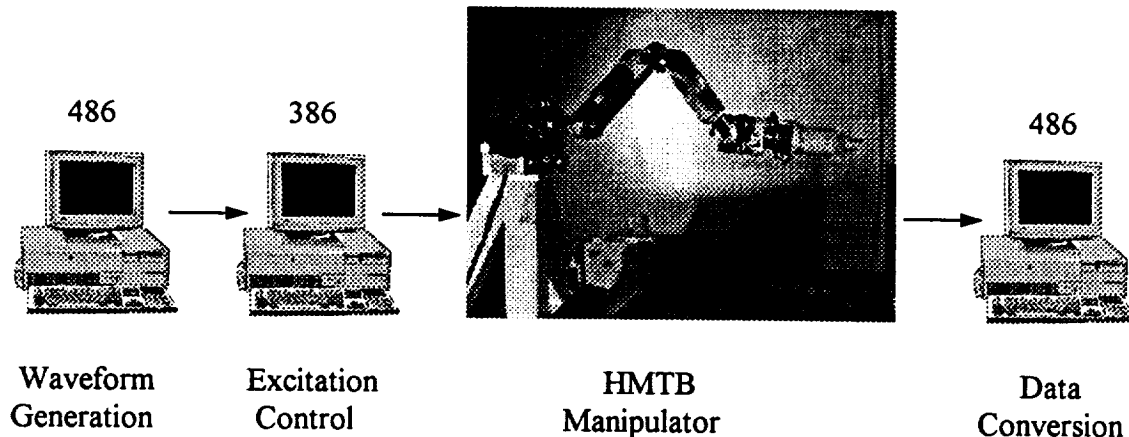 486
386
486
Waveform
Generation
Excitation
Control
HMTB
Manipulator
Data
Conversion